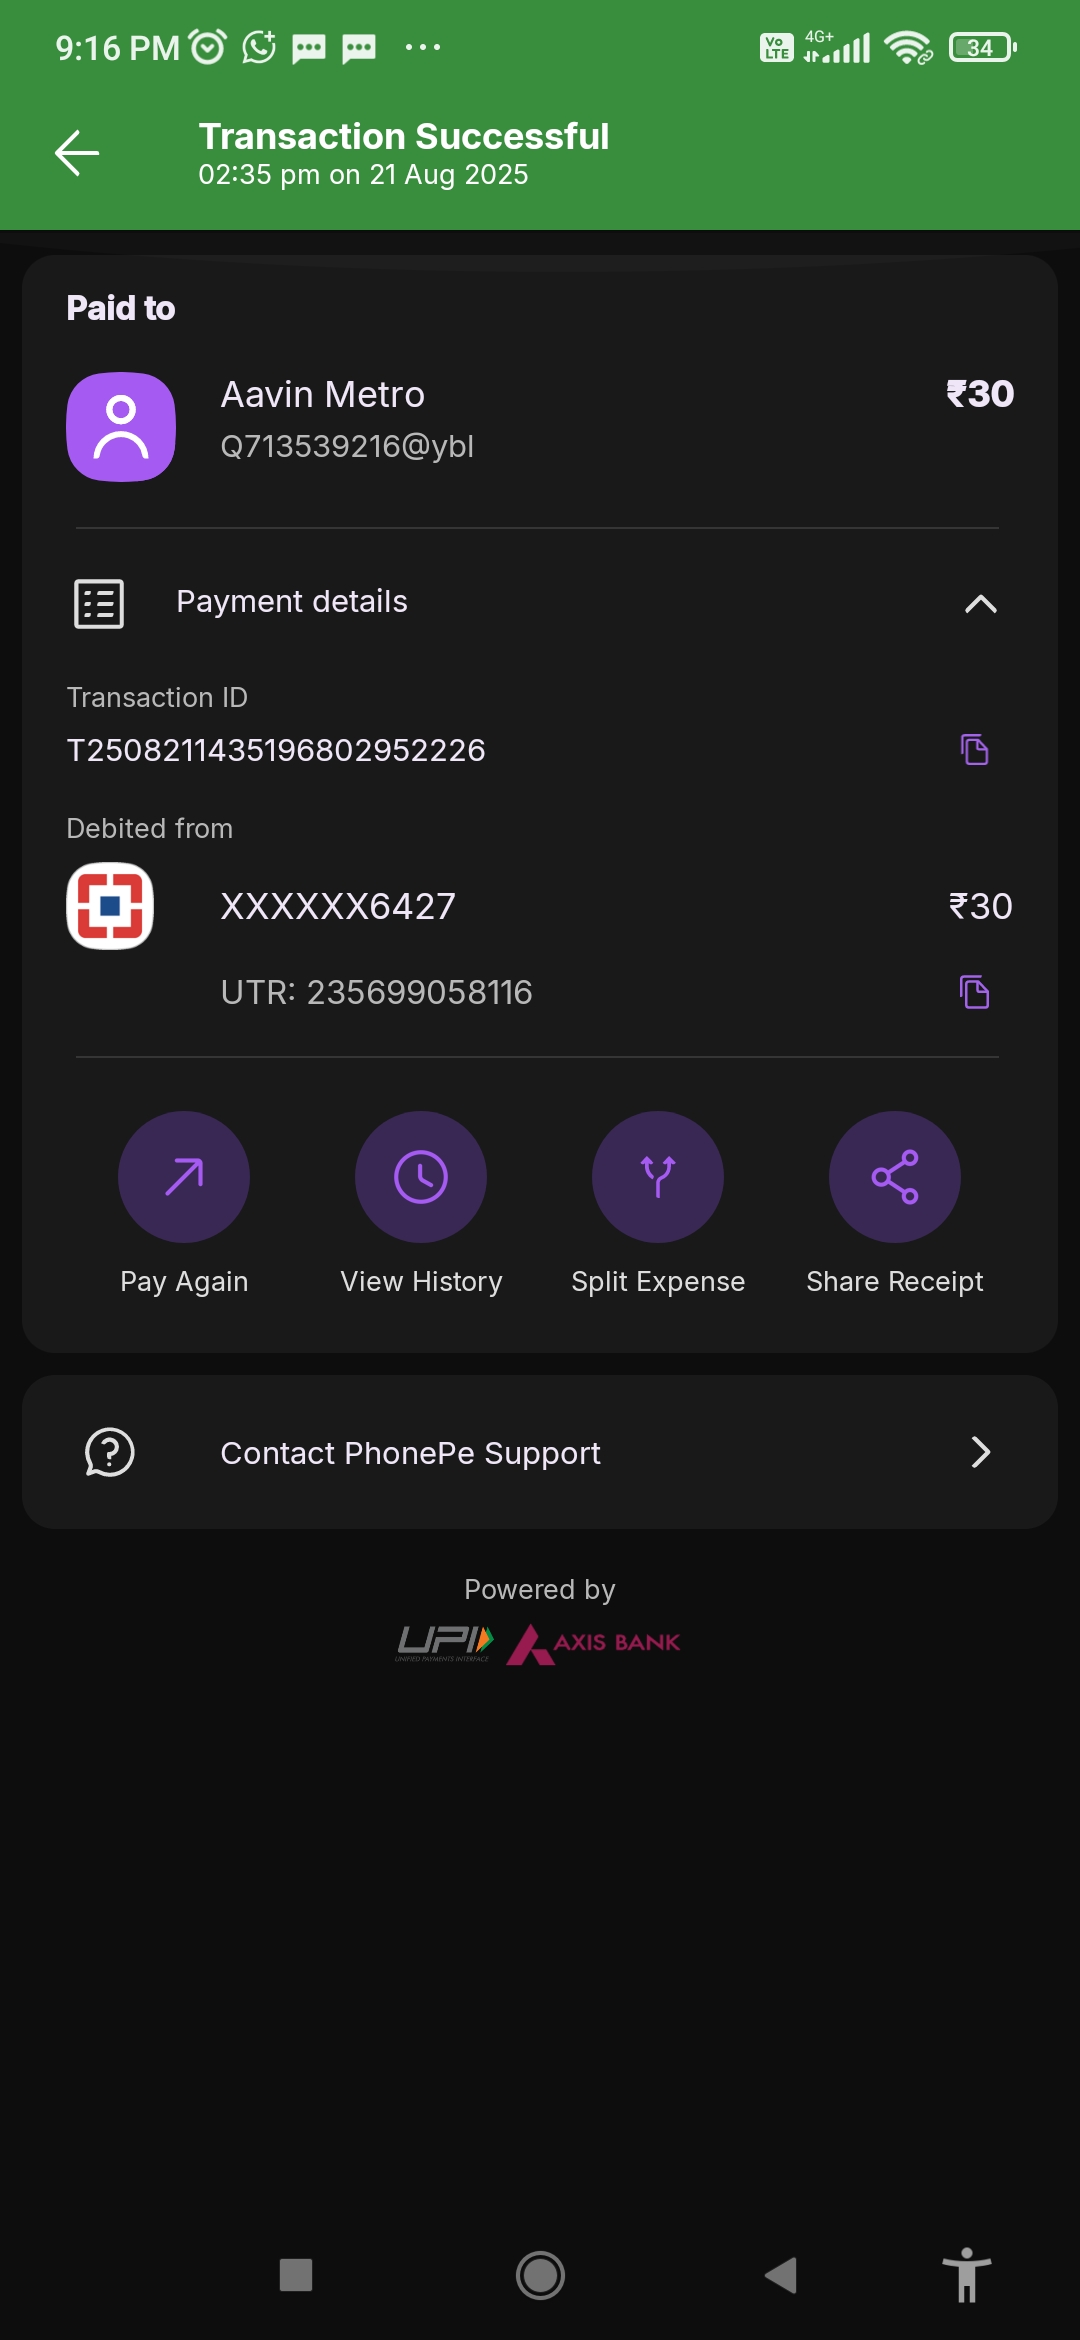 9:16 PM
4G+
Vo
LTE
34
Transaction Successful
02:35 pm on 21 Aug 2025
Paid to
Aavin Metro
₹30
Q713539216@ybl
Payment details
Transaction ID
T2508211435196802952226
Debited from
XXXXXX6427
₹30
UTR: 235699058116
Pay Again
View History
Split Expense
Share Receipt
Contact PhonePe Support
Powered by
UPI
UNIFIED PAYMENTS INTERFACE
AXIS BANK